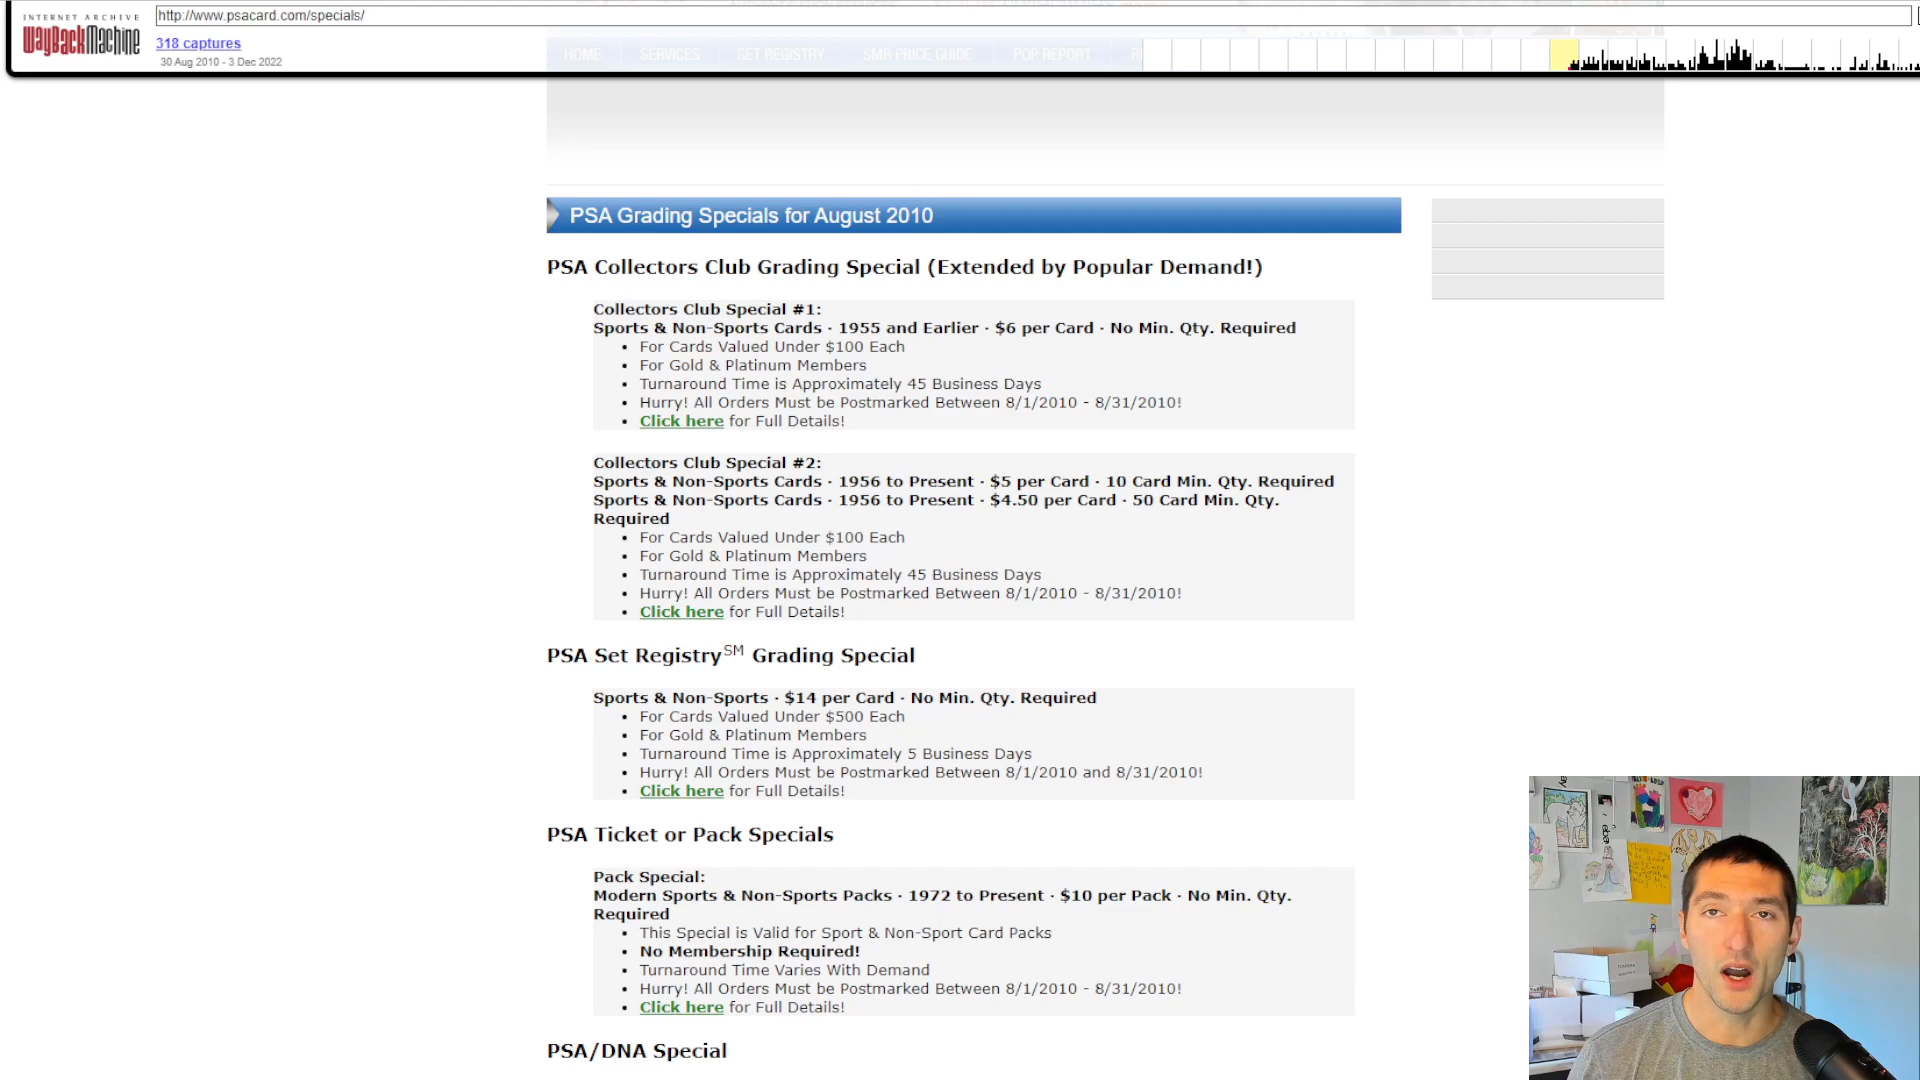 INTERNET ARCHIVE
WayBackMachine
http://www.psacard.com/specials/
318 captures
30 Aug 2010 - 3 Dec 2022
HOME SERVICES SET REGISTRY SMR PRICE GUIDE POP REPORT
PSA Grading Specials for August 2010
PSA Collectors Club Grading Special (Extended by Popular Demand!)
Collectors Club Special #1:
Sports & Non-Sports Cards · 1955 and Earlier · $6 per Card · No Min. Qty. Required
• For Cards Valued Under $100 Each
• For Gold & Platinum Members
• Turnaround Time is Approximately 45 Business Days
• Hurry! All Orders Must be Postmarked Between 8/1/2010 - 8/31/2010!
• Click here for Full Details!
Collectors Club Special #2:
Sports & Non-Sports Cards · 1956 to Present · $5 per Card · 10 Card Min. Qty. Required
Sports & Non-Sports Cards · 1956 to Present · $4.50 per Card · 50 Card Min. Qty.
Required
• For Cards Valued Under $100 Each
• For Gold & Platinum Members
• Turnaround Time is Approximately 45 Business Days
• Hurry! All Orders Must be Postmarked Between 8/1/2010 - 8/31/2010!
• Click here for Full Details!
PSA Set Registry℠ Grading Special
Sports & Non-Sports · $14 per Card · No Min. Qty. Required
• For Cards Valued Under $500 Each
• For Gold & Platinum Members
• Turnaround Time is Approximately 5 Business Days
• Hurry! All Orders Must be Postmarked Between 8/1/2010 and 8/31/2010!
• Click here for Full Details!
PSA Ticket or Pack Specials
Pack Special:
Modern Sports & Non-Sports Packs · 1972 to Present · $10 per Pack · No Min. Qty.
Required
• This Special is Valid for Sport & Non-Sport Card Packs
• No Membership Required!
• Turnaround Time Varies With Demand
• Hurry! All Orders Must be Postmarked Between 8/1/2010 - 8/31/2010!
• Click here for Full Details!
PSA/DNA Special